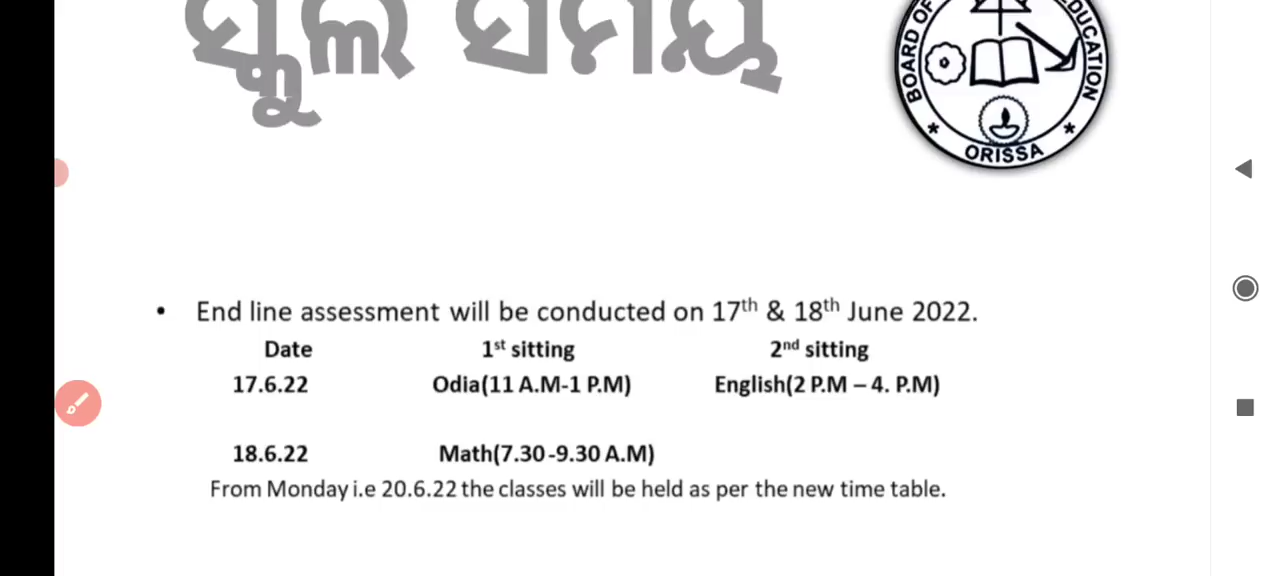 ସ୍କୁଲ ସମୟ
BOARD OF
EDUCATION
ORISSA
• End line assessment will be conducted on 17th & 18th June 2022.
Date 1st sitting 2nd sitting
17.6.22 Odia(11 A.M-1 P.M) English(2 P.M – 4. P.M)
18.6.22 Math(7.30-9.30 A.M)
From Monday i.e 20.6.22 the classes will be held as per the new time table.